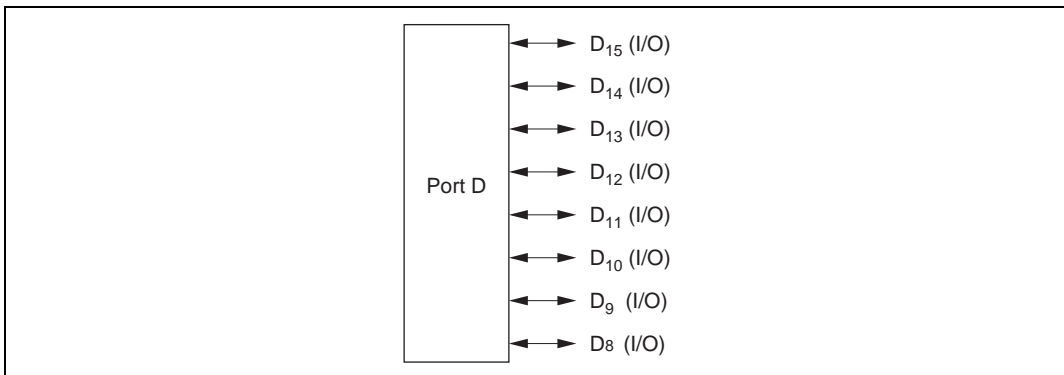 D15 (I/O)
D14 (I/O)
D13 (I/O)
D12 (I/O)
Port D
D11 (I/O)
D10 (I/O)
D9 (I/O)
D8 (I/O)